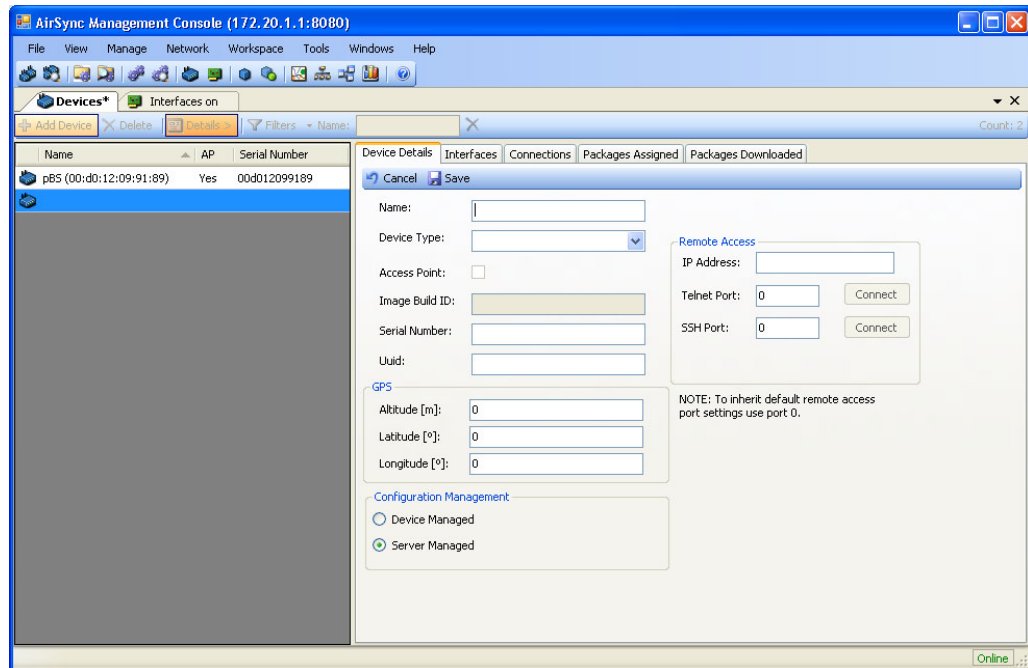 AirSync Management Console (172.20.1.1:8080)
File View Manage Network Workspace Tools Windows Help
Devices* Interfaces on
Add Device Delete Details > Filters Name: Count: 2
Name AP Serial Number
pBS (00:d0:12:09:91:89) Yes 00d012099189
Device Details Interfaces Connections Packages Assigned Packages Downloaded
Cancel Save
Name:
Device Type:
Access Point:
Image Build ID:
Serial Number:
Uuid:
GPS
Altitude [m]: 0
Latitude [º]: 0
Longitude [º]: 0
Configuration Management
Device Managed
Server Managed
Remote Access
IP Address:
Telnet Port: 0 Connect
SSH Port: 0 Connect
NOTE: To inherit default remote access
port settings use port 0.
Online